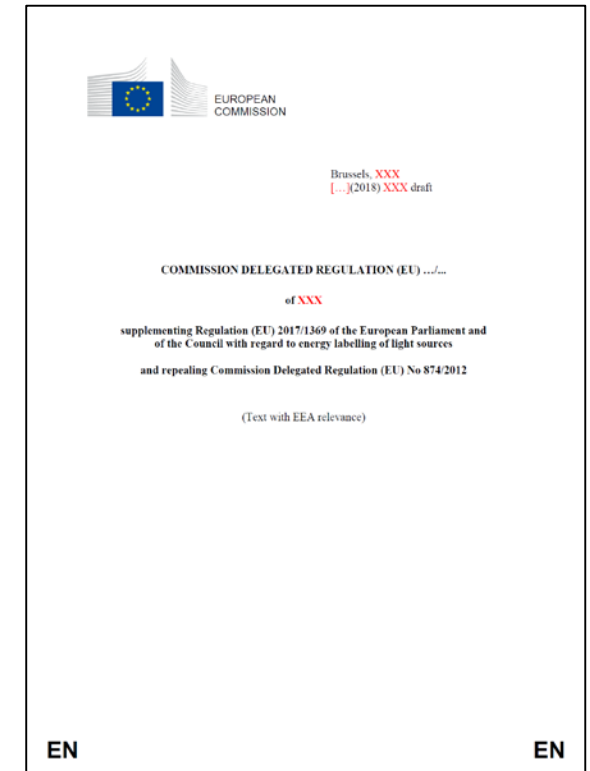 EUROPEAN
COMMISSION
Brussels, XXX
[…](2018) XXX draft
COMMISSION DELEGATED REGULATION (EU) …/...
of XXX
supplementing Regulation (EU) 2017/1369 of the European Parliament and
of the Council with regard to energy labelling of light sources
and repealing Commission Delegated Regulation (EU) No 874/2012
(Text with EEA relevance)
EN EN